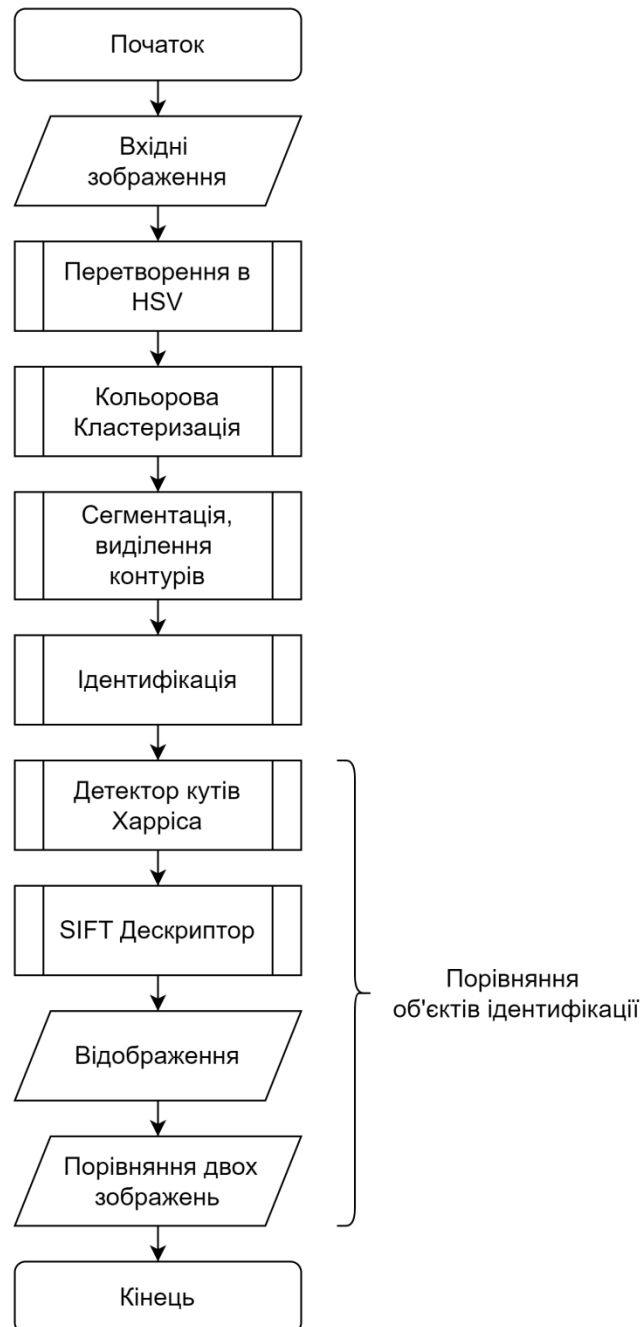 Початок
Вхідні
зображення
Перетворення в
HSV
Кольорова
Кластеризація
Сегментація,
виділення
контурів
Ідентифікація
Детектор кутів
Харріса
SIFT Дескриптор
Порівняння
об'єктів ідентифікації
Відображення
Порівняння двох
зображень
Кінець